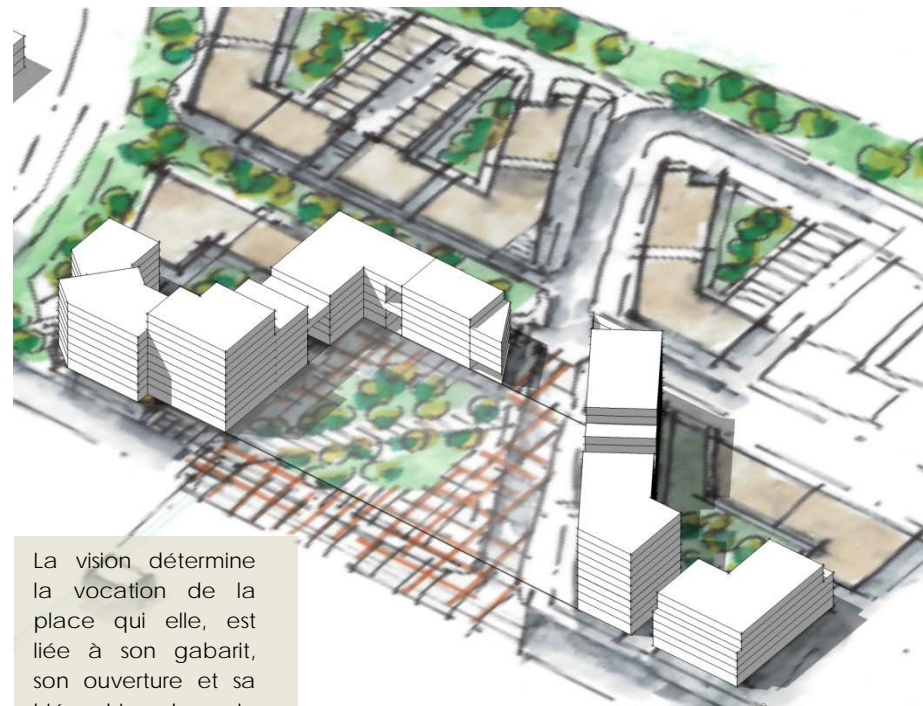 La vision détermine
la vocation de la
place qui elle, est
liée à son gabarit,
son ouverture et sa